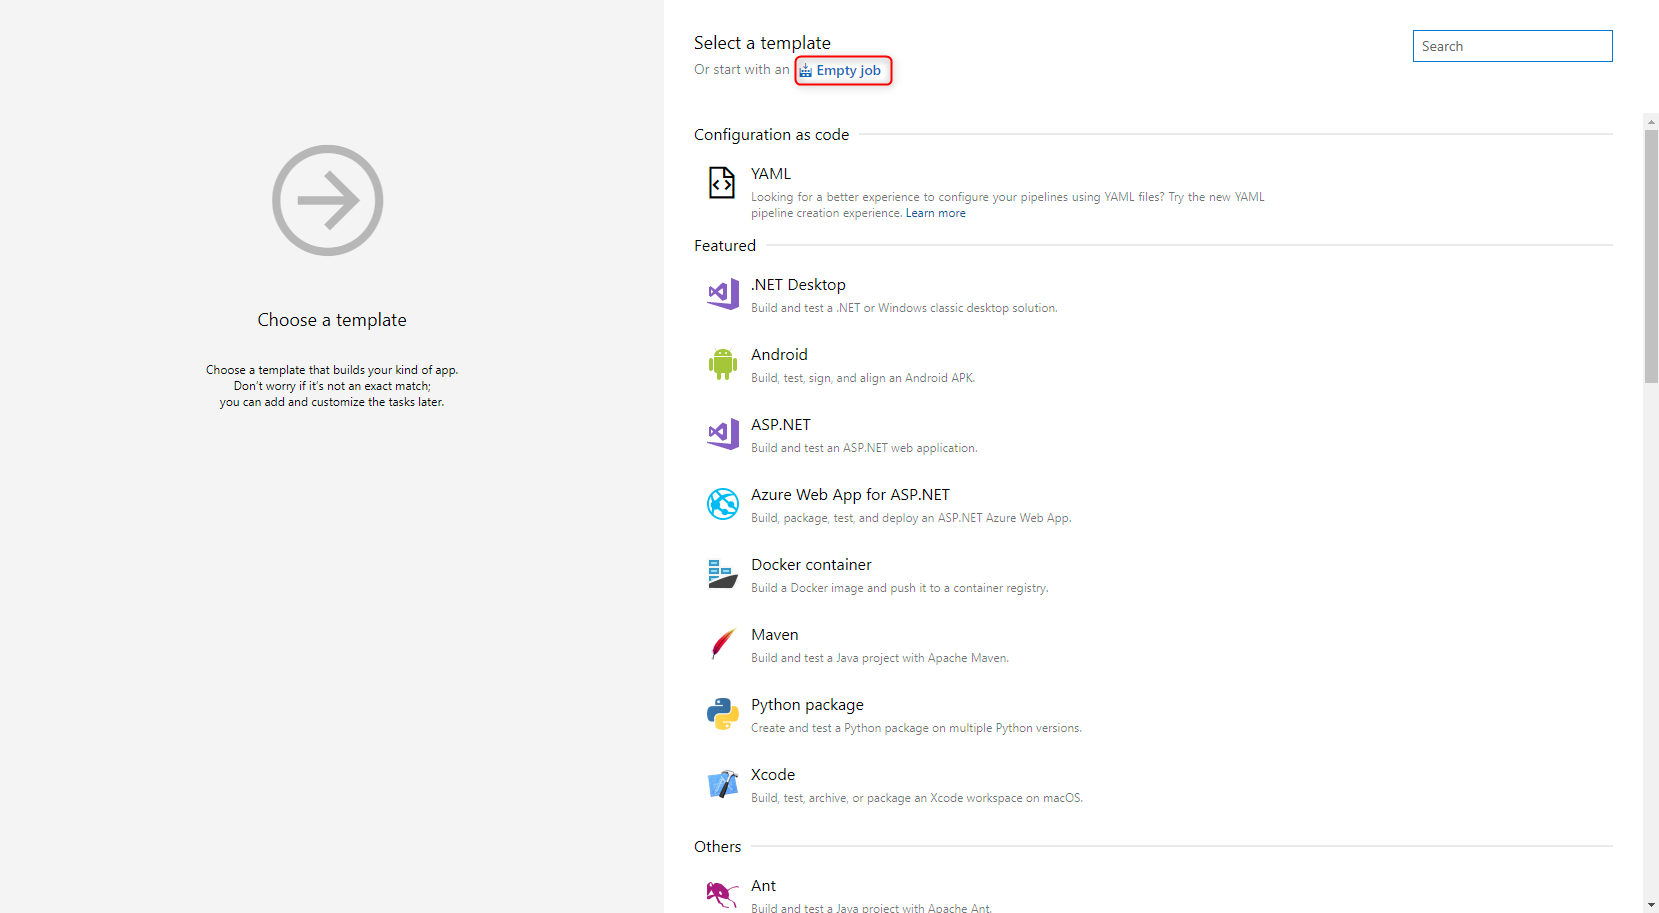 Choose a template
Choose a template that builds your kind of app.
Don't worry if it's not an exact match;
you can add and customize the tasks later.
Select a template
Or start with an Empty job
Search
Configuration as code
YAML
Looking for a better experience to configure your pipelines using YAML files? Try the new YAML
pipeline creation experience. Learn more
Featured
.NET Desktop
Build and test a .NET or Windows classic desktop solution.
Android
Build, test, sign, and align an Android APK.
ASP.NET
Build and test an ASP.NET web application.
Azure Web App for ASP.NET
Build, package, test, and deploy an ASP.NET Azure Web App.
Docker container
Build a Docker image and push it to a container registry.
Maven
Build and test a Java project with Apache Maven.
Python package
Create and test a Python package on multiple Python versions.
Xcode
Build, test, archive, or package an Xcode workspace on macOS.
Others
Ant
Build and test a Java project with Apache Ant.